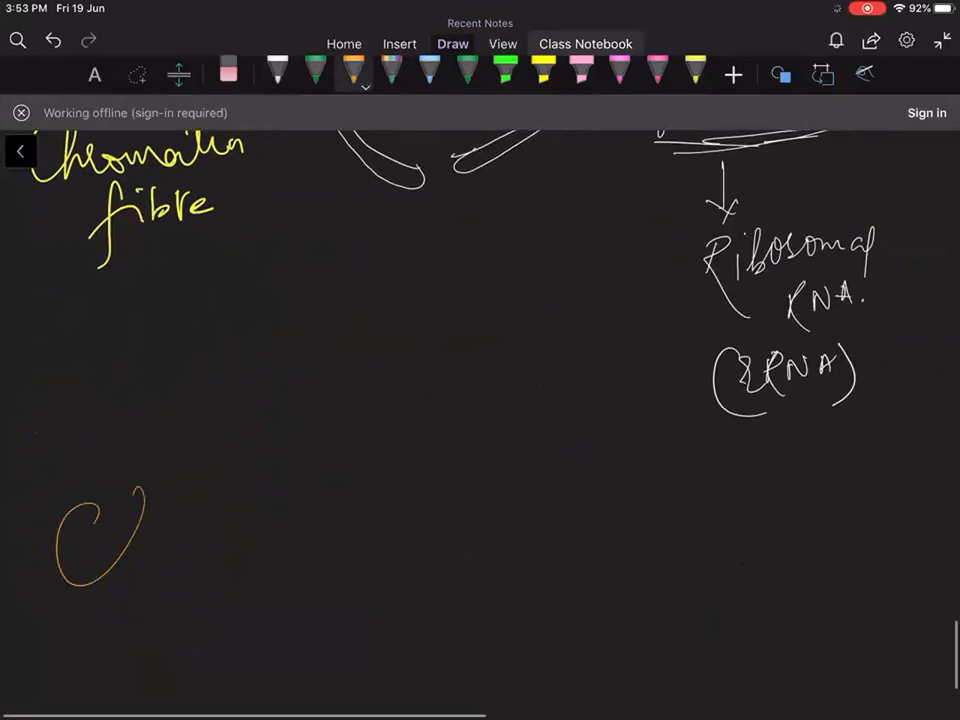 3:53 PM Fri 19 Jun
92%
Recent Notes
Home Insert Draw View Class Notebook
A
Working offline (sign-in required)
Sign in
Chromatin
fibre
Ribosomal
RNA.
(rRNA)